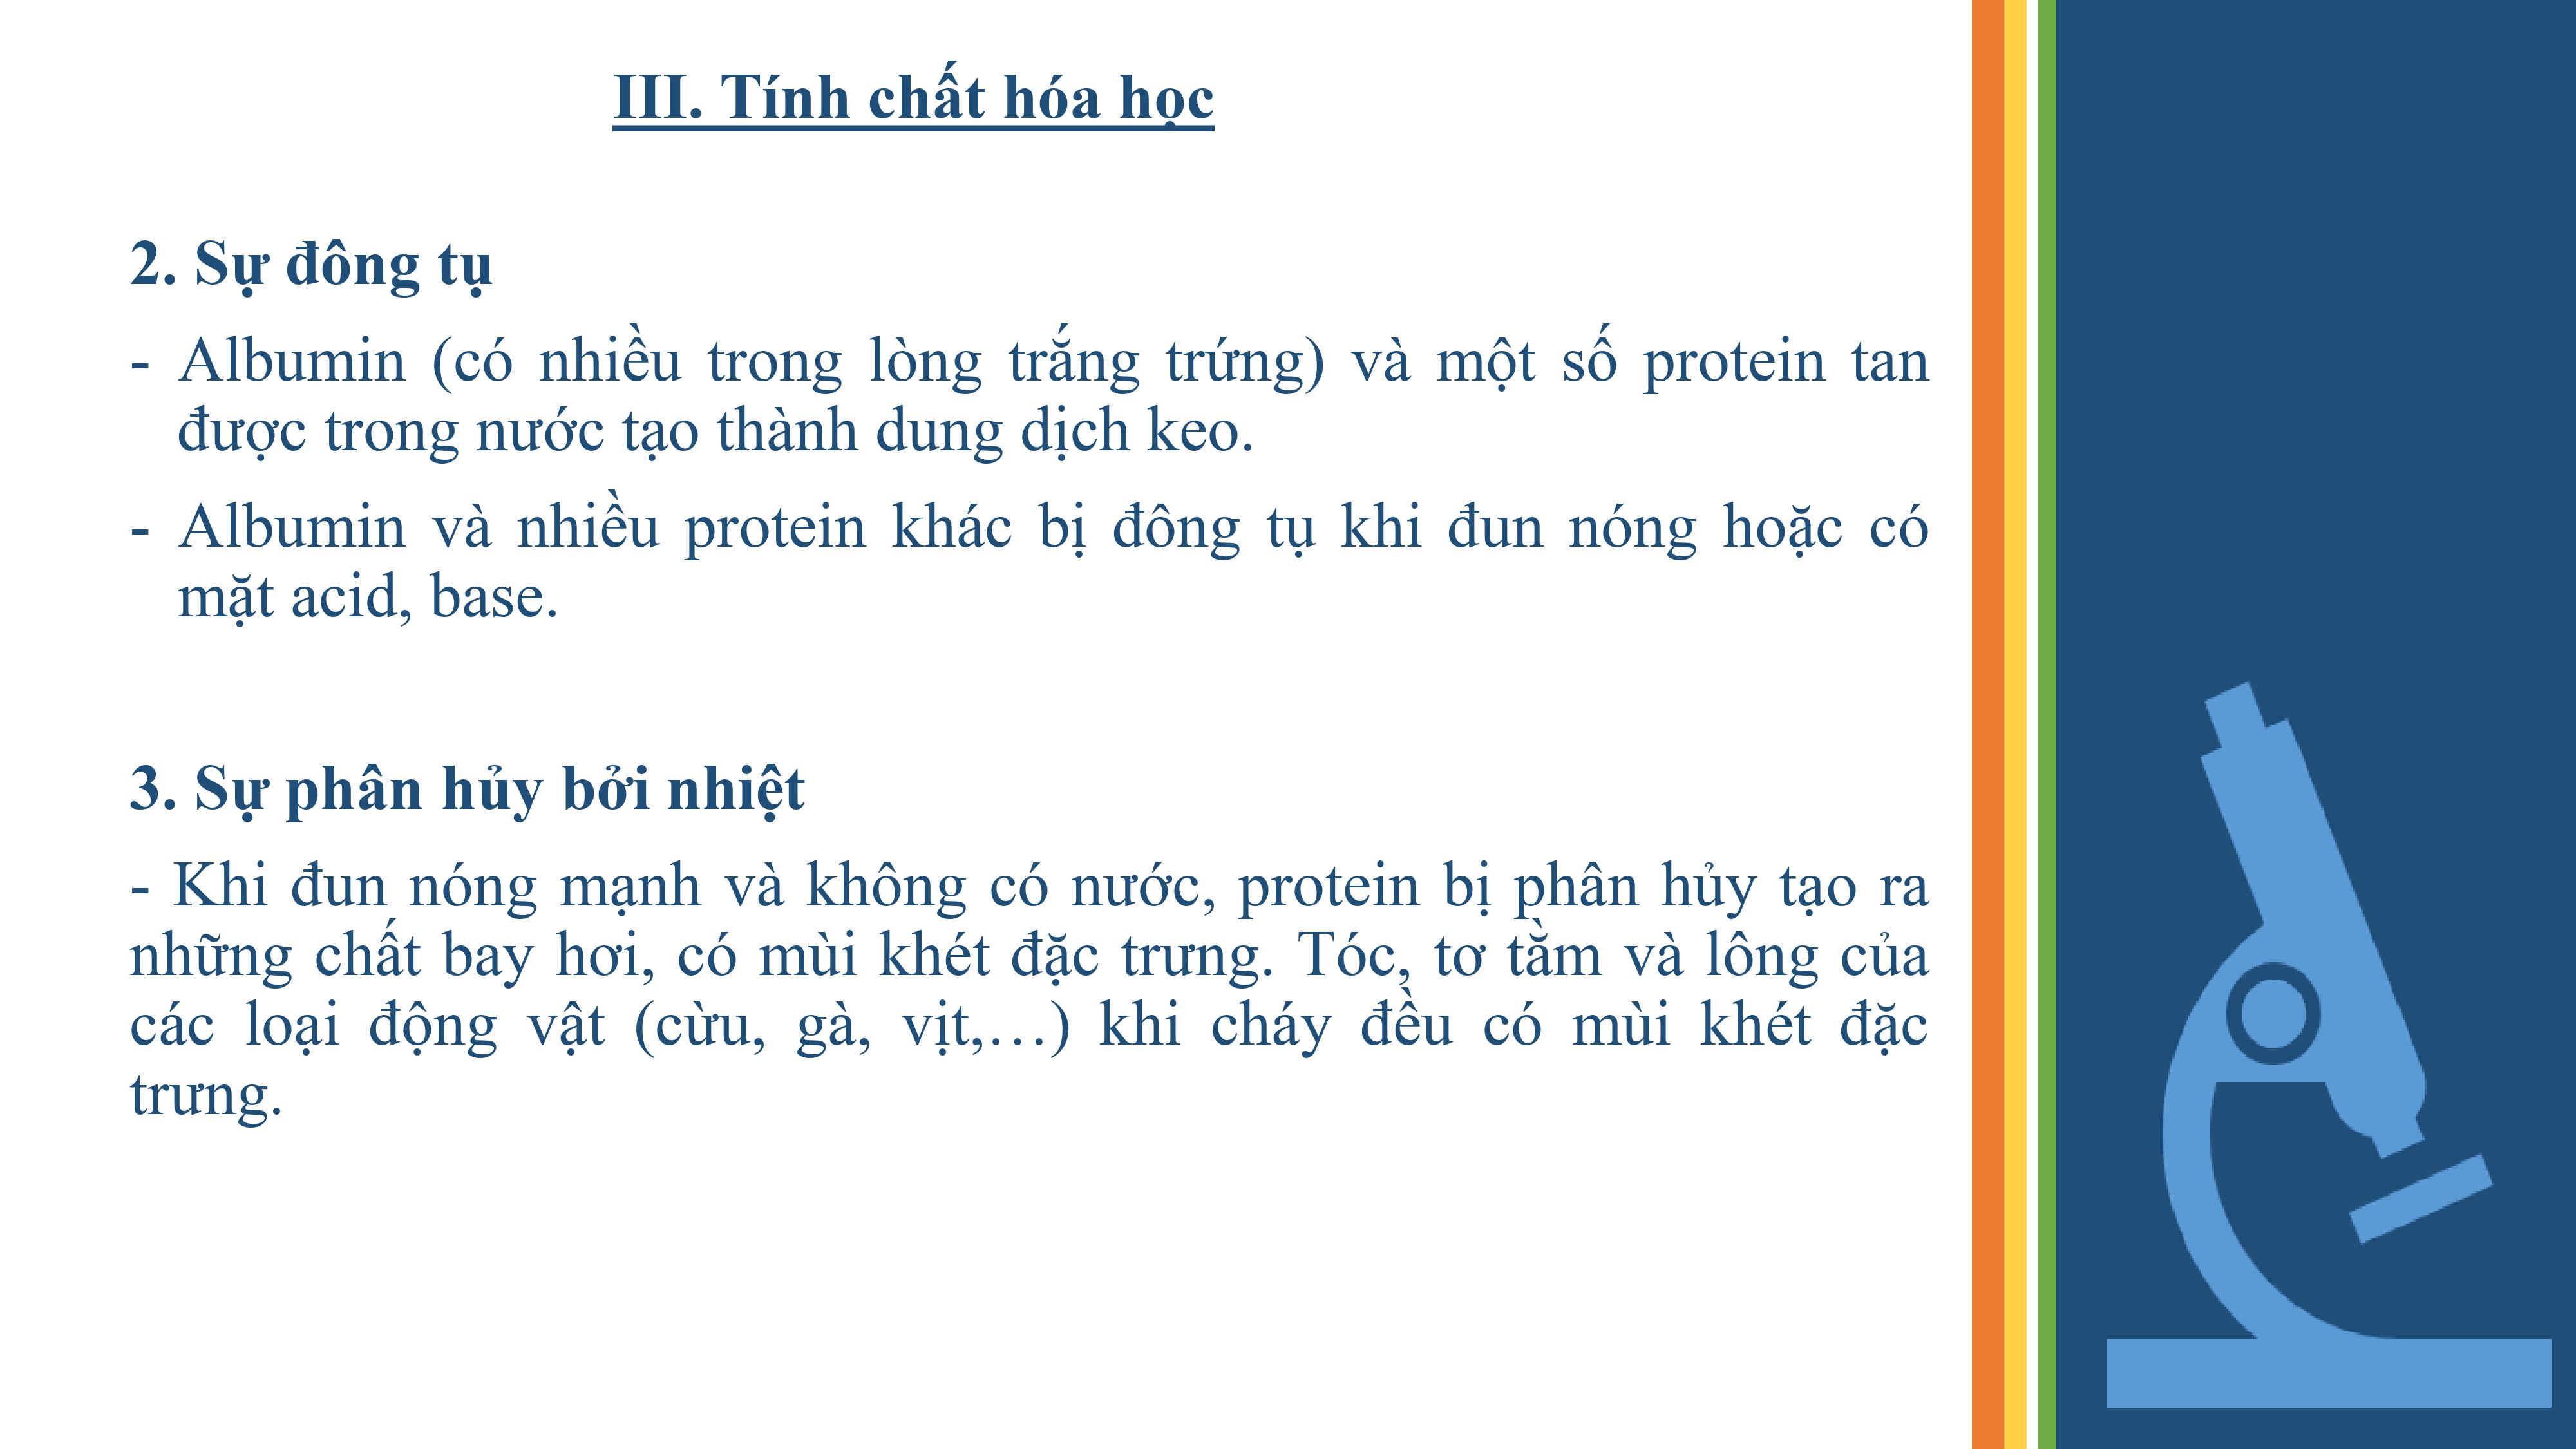 III. Tính chất hóa học
2. Sự đông tụ
- Albumin (có nhiều trong lòng trắng trứng) và một số protein tan
được trong nước tạo thành dung dịch keo.
- Albumin và nhiều protein khác bị đông tụ khi đun nóng hoặc có
mặt acid, base.
3. Sự phân hủy bởi nhiệt
- Khi đun nóng mạnh và không có nước, protein bị phân hủy tạo ra
những chất bay hơi, có mùi khét đặc trưng. Tóc, tơ tằm và lông của
các loại động vật (cừu, gà, vịt,…) khi cháy đều có mùi khét đặc
trưng.